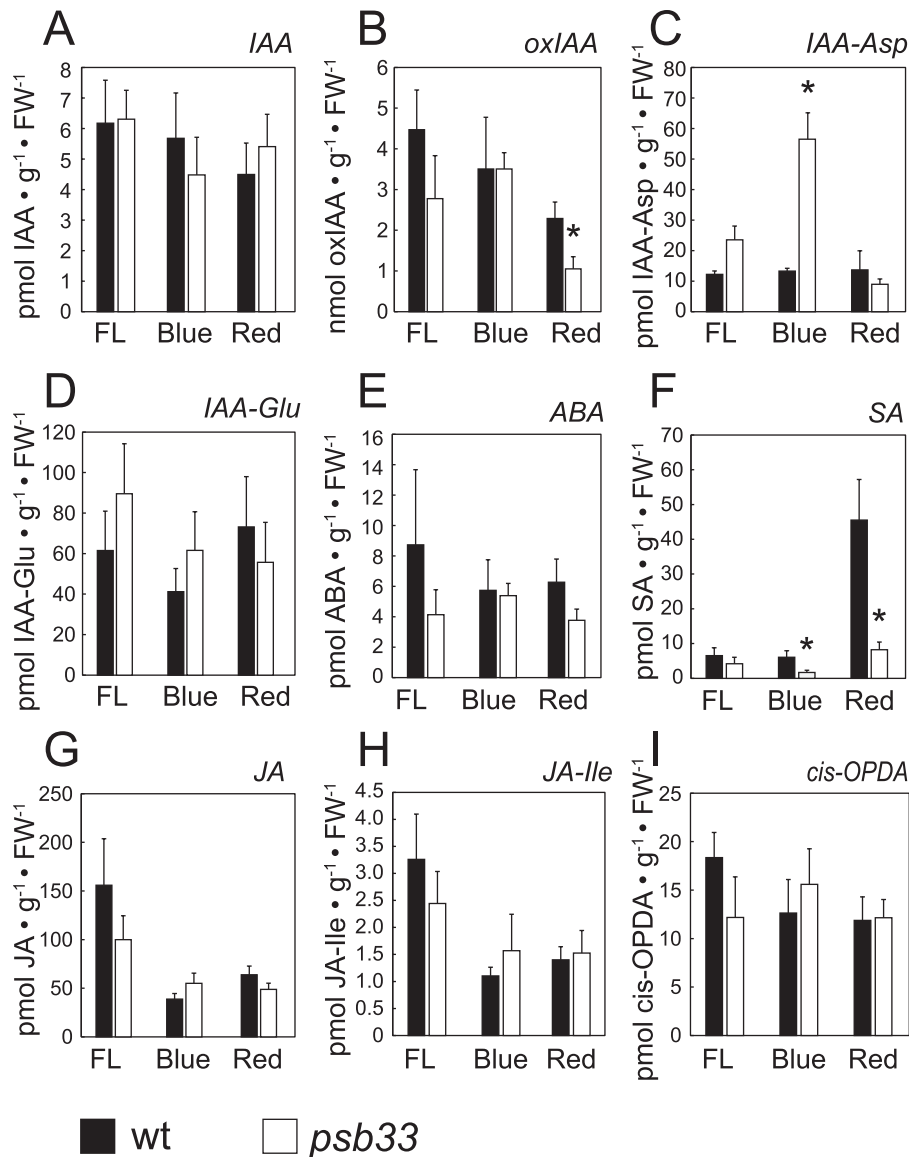 A IAA
pmol IAA • g⁻¹ • FW⁻¹
8
7
6
5
4
3
2
1
0
FL Blue Red
B oxIAA
nmol oxIAA • g⁻¹ • FW⁻¹
6
5
4
3
2
1
0
*
FL Blue Red
C IAA-Asp
pmol IAA-Asp • g⁻¹ • FW⁻¹
80
70
60
50
40
30
20
10
0
*
FL Blue Red
D IAA-Glu
pmol IAA-Glu • g⁻¹ • FW⁻¹
120
100
80
60
40
20
0
FL Blue Red
E ABA
pmol ABA • g⁻¹ • FW⁻¹
16
14
12
10
8
6
4
2
0
FL Blue Red
F SA
pmol SA • g⁻¹ • FW⁻¹
70
60
50
40
30
20
10
0
* *
FL Blue Red
G JA
pmol JA • g⁻¹ • FW⁻¹
250
200
150
100
50
0
FL Blue Red
H JA-Ile
pmol JA-Ile • g⁻¹ • FW⁻¹
4.5
4.0
3.5
3.0
2.5
2.0
1.5
1.0
0.5
0
FL Blue Red
I cis-OPDA
pmol cis-OPDA • g⁻¹ • FW⁻¹
25
20
15
10
5
0
FL Blue Red
wt psb33